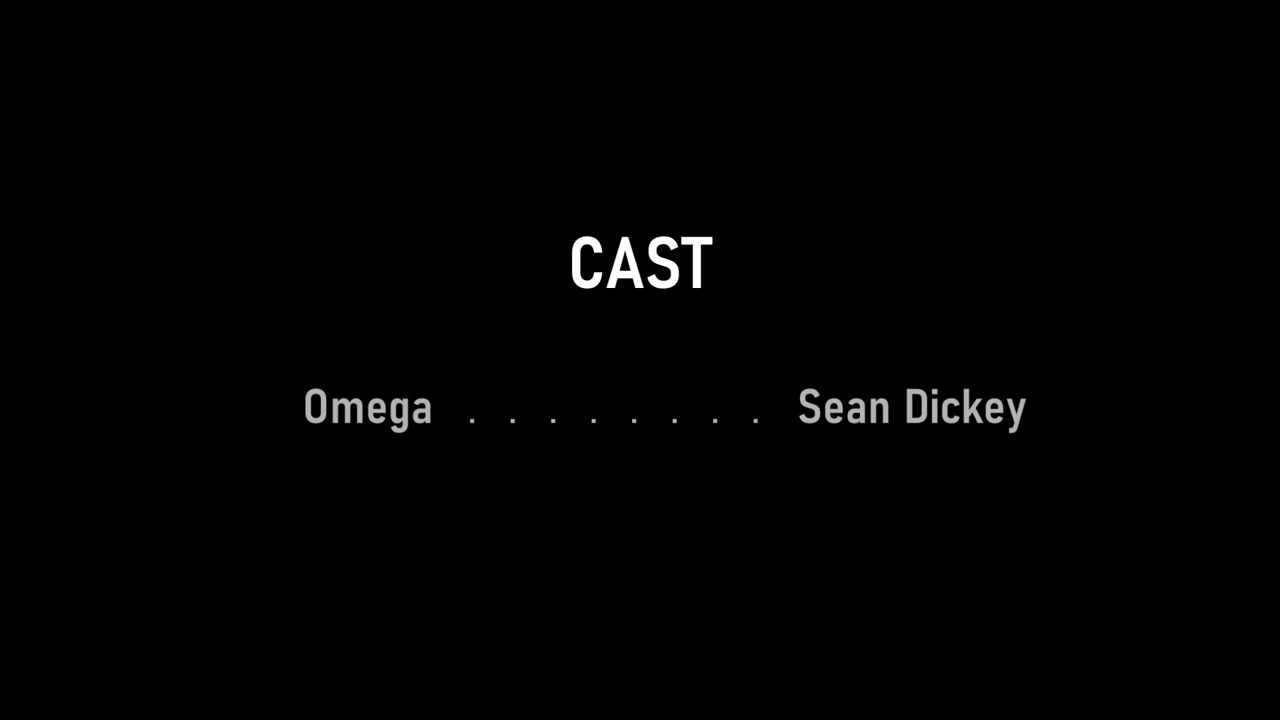 CAST
Omega . . . . . . . . Sean Dickey